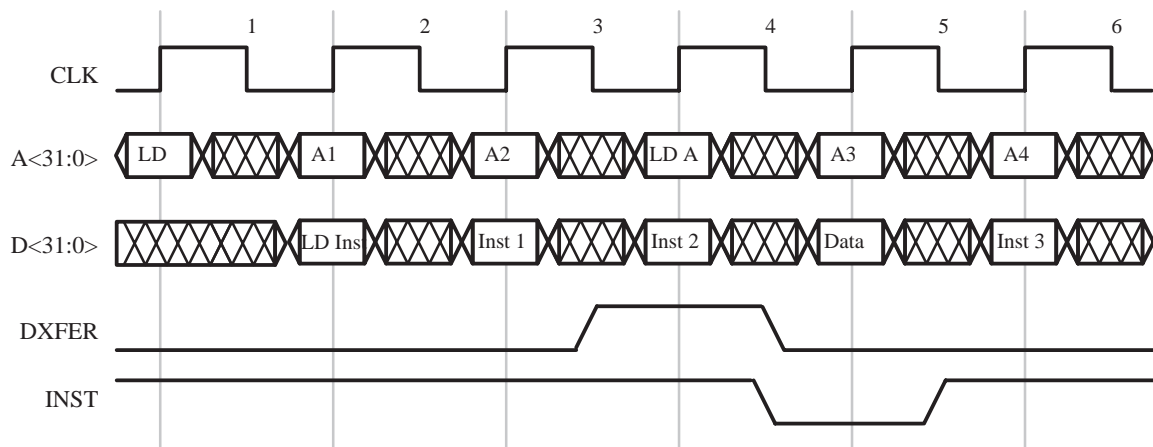 1 2 3 4 5 6
CLK
A<31:0> LD A1 A2 LD A A3 A4
D<31:0> LD Ins Inst 1 Inst 2 Data Inst 3
DXFER
INST